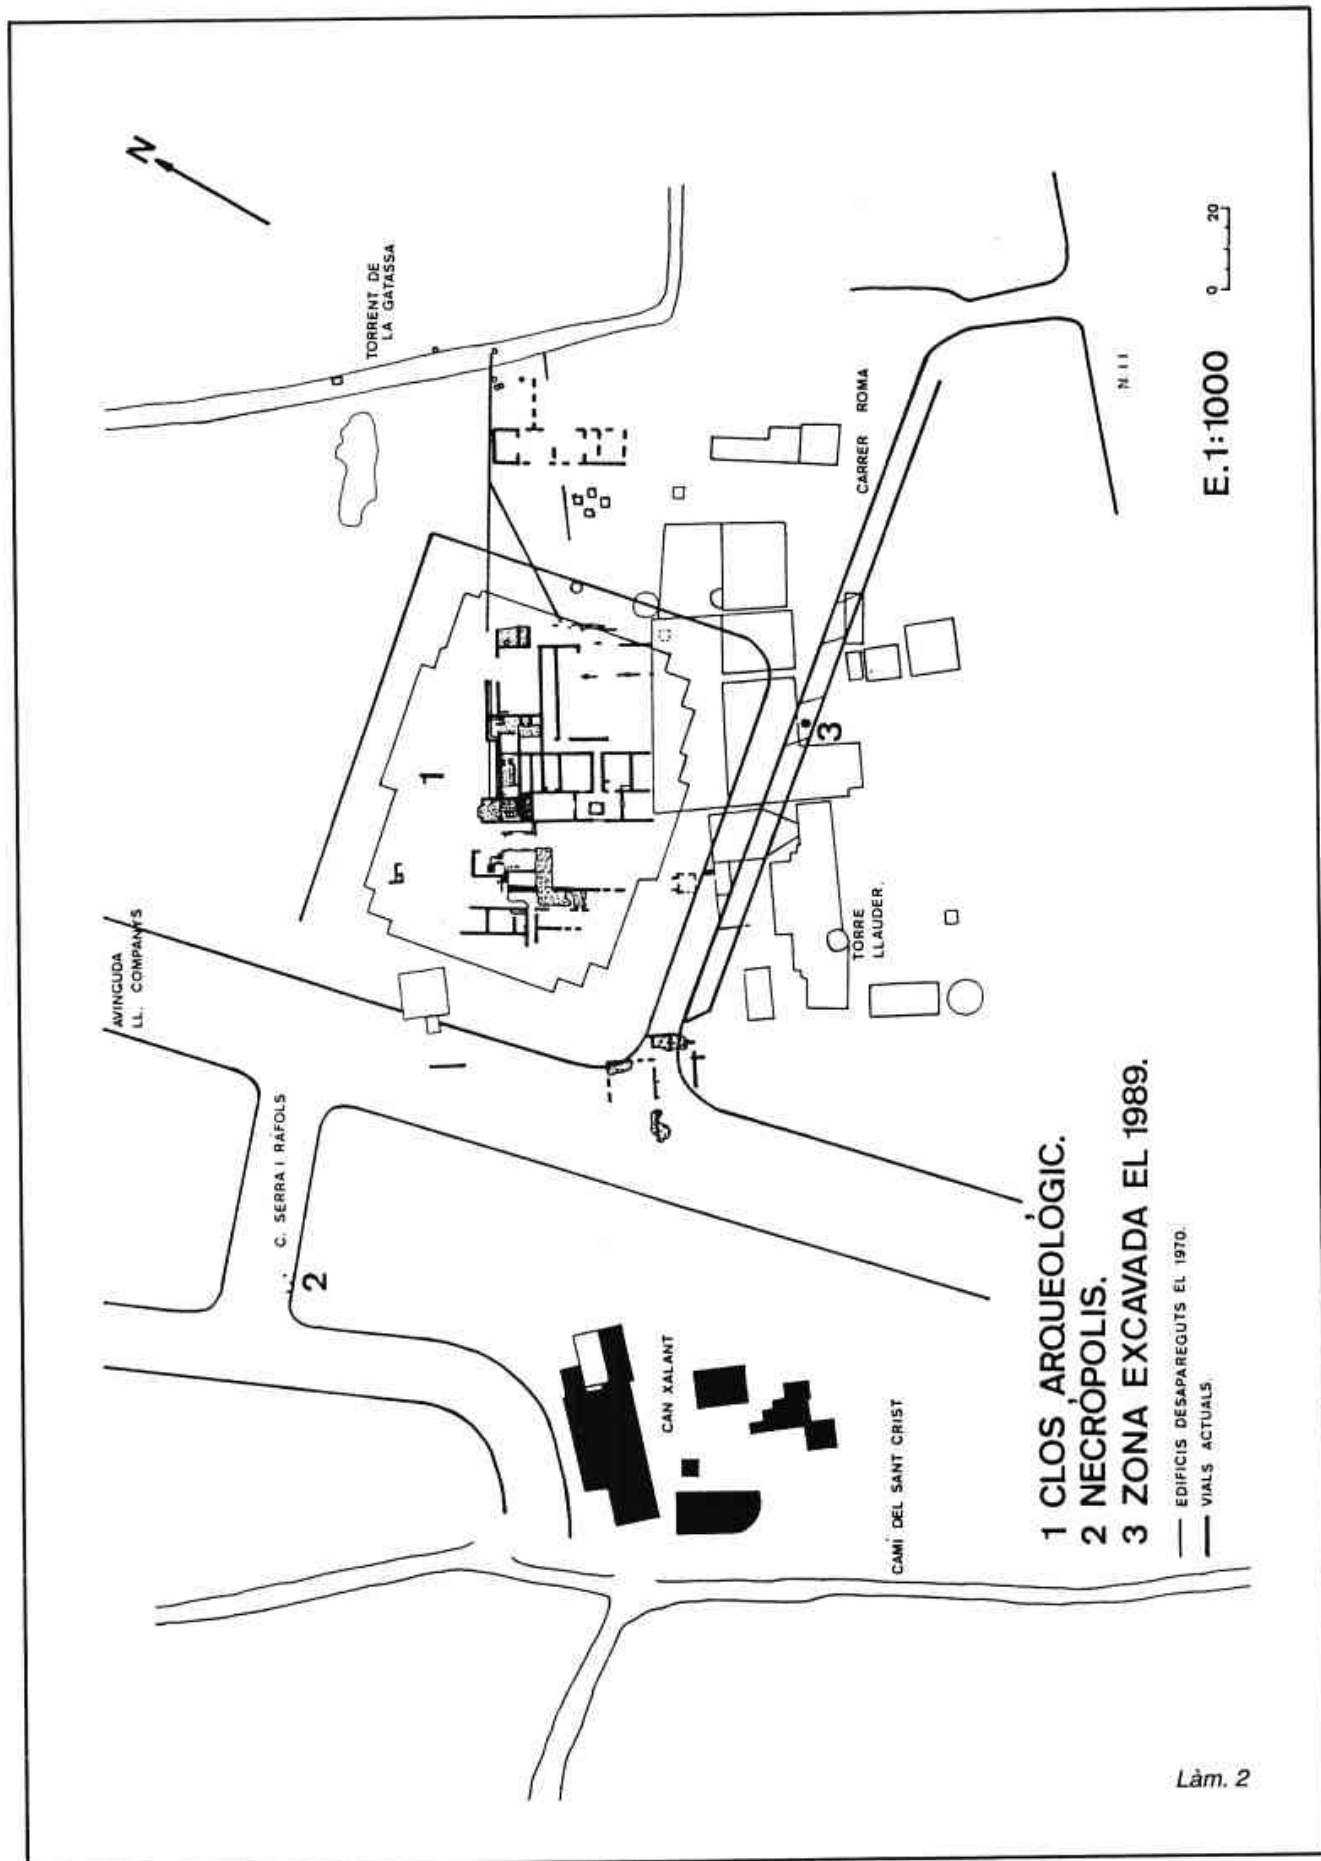 N
TORRENT DE
LA GATASSA
AVINGUDA
LL. COMPANYS
C. SERRA I RÀFOLS
1
2
3
CARRER ROMA
N II
TORRE
LLAUDER.
CAN XALANT
CAMÍ DEL SANT CRIST
0 20
E.1:1000
1 CLOS ARQUEOLÒGIC.
2 NECRÒPOLIS.
3 ZONA EXCAVADA EL 1989.
EDIFICIS DESAPAREGUTS EL 1970.
VIALS ACTUALS.
Làm. 2